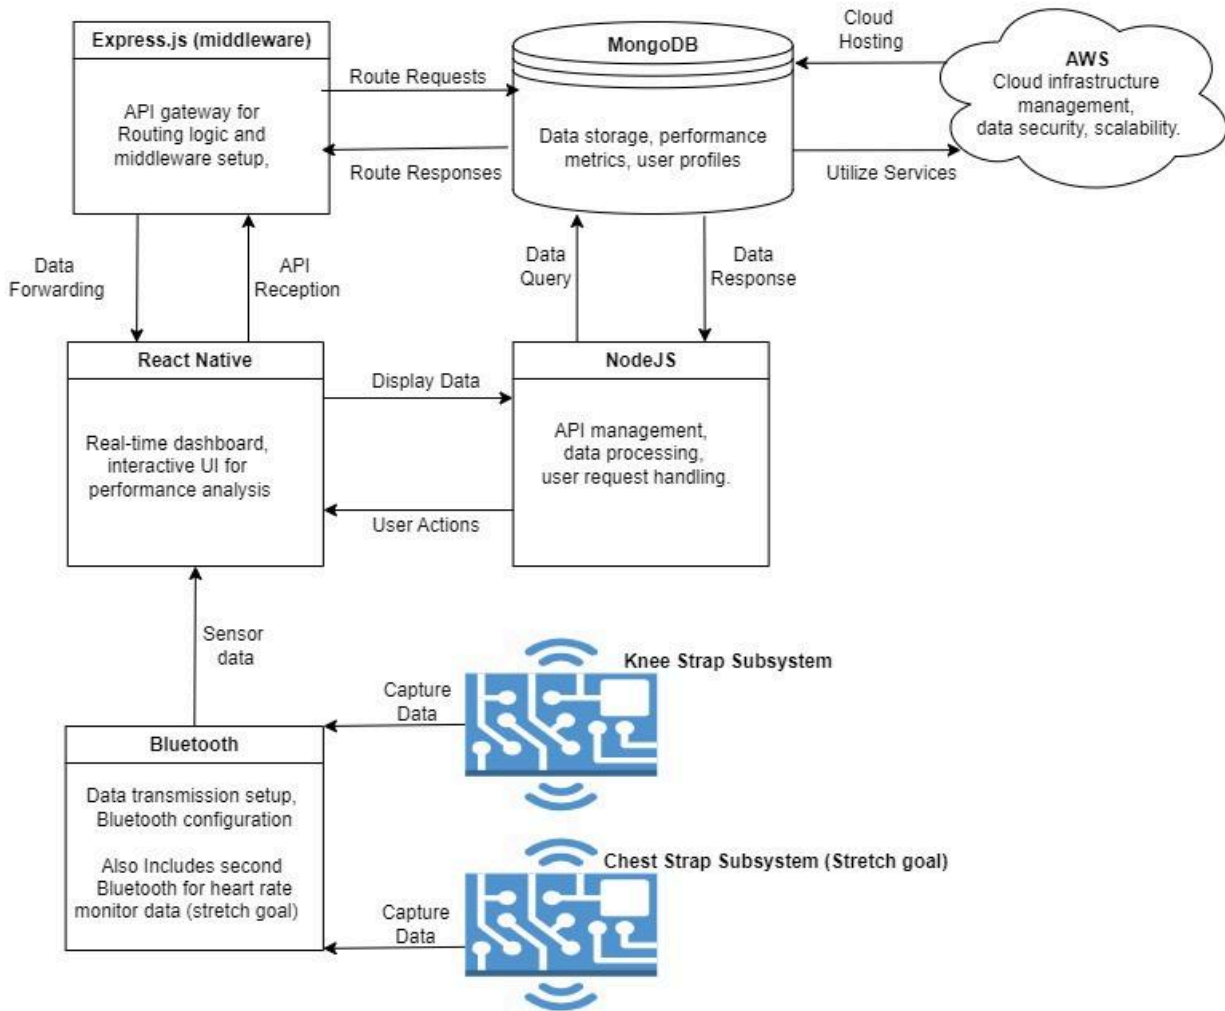 Express.js (middleware)
API gateway for
Routing logic and
middleware setup,
Route Requests
Route Responses
MongoDB
Data storage, performance
metrics, user profiles
Cloud
Hosting
Utilize Services
AWS
Cloud infrastructure
management,
data security, scalability.
Data
Forwarding
API
Reception
Data
Query
Data
Response
React Native
Real-time dashboard,
interactive UI for
performance analysis
Display Data
User Actions
NodeJS
API management,
data processing,
user request handling.
Sensor
data
Capture
Data
Knee Strap Subsystem
Bluetooth
Data transmission setup,
Bluetooth configuration
Also Includes second
Bluetooth for heart rate
monitor data (stretch goal)
Capture
Data
Chest Strap Subsystem (Stretch goal)